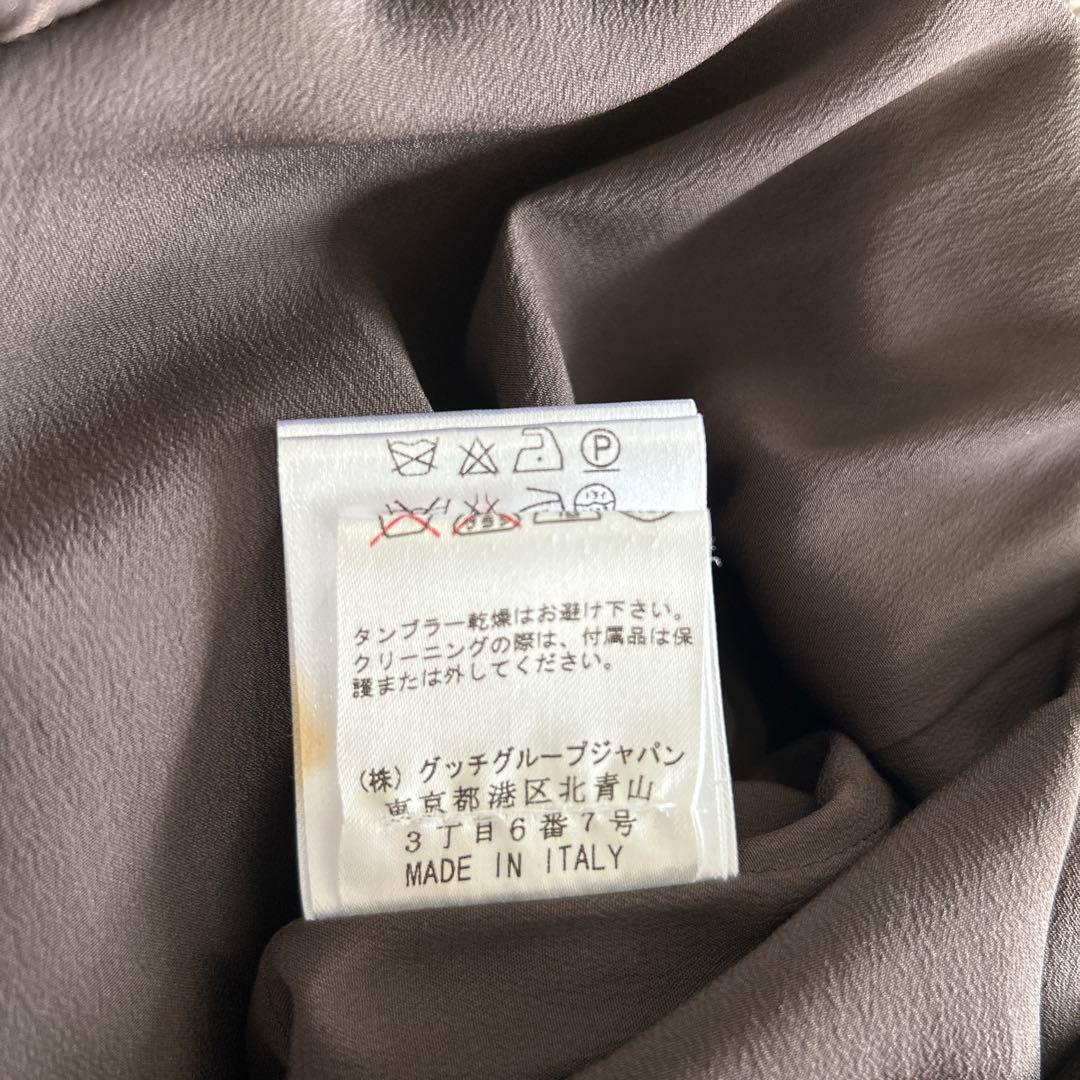 P
タンブラー乾燥はお避け下さい。
クリーニングの際は、付属品は保
護または外してください。
(株) グッチグループジャパン
東京都港区北青山
3丁目6番7号
MADE IN ITALY